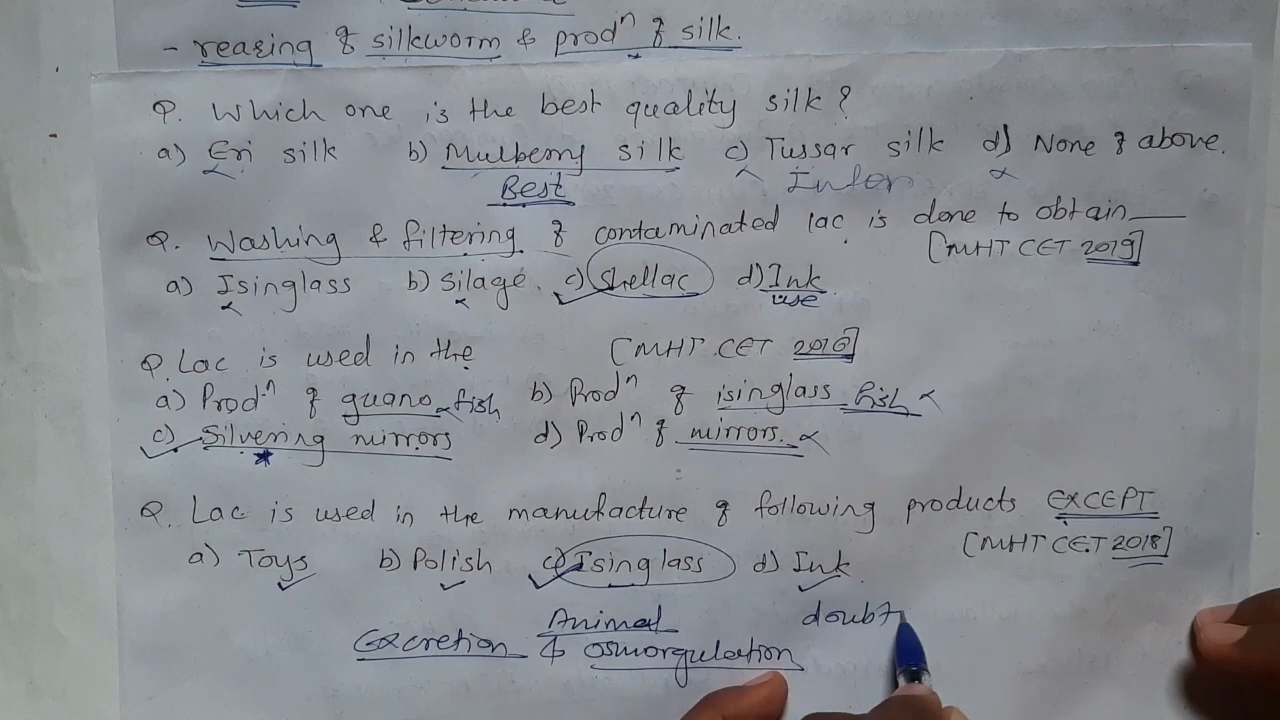 - rearing of silkworm & prodⁿ of silk.
Q. Which one is the best quality silk?
a) Eri silk b) Mulberry silk c) Tussar silk d) None of above.
Best Infer
Q. Washing & filtering of contaminated lac is done to obtain ___
[MHT CET 2019]
a) Isinglass b) Silage c) Shellac d) Ink
use
Q. Lac is used in the [MHT CET 2016]
a) Prodⁿ of guano fish b) Prodⁿ of isinglass fish
c) Silvering mirrors d) Prodⁿ of mirrors.
Q. Lac is used in the manufacture of following products EXCEPT
[MHT CET 2018]
a) Toys b) Polish c) Isinglass d) Ink
Animal doubt
Excretion & osmorgulation